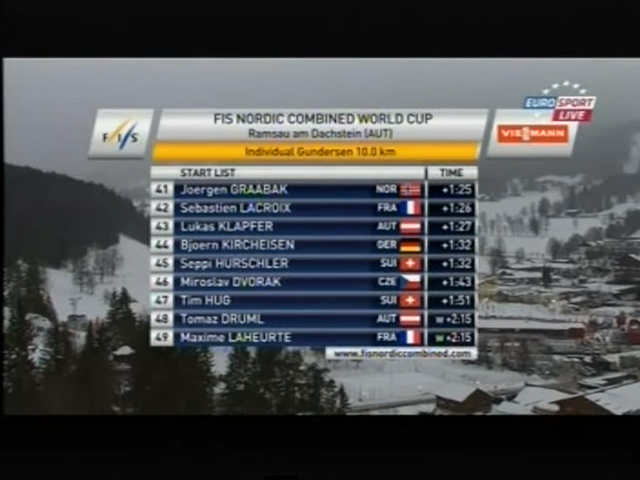 FIS NORDIC COMBINED WORLD CUP
Ramsau am Dachstein (AUT)
Individual Gundersen 10.0 km
FIS
EUROSPORT
LIVE
VIESSMANN
START LIST TIME
41 Joergen GRAABAK NOR +1:25
42 Sebastien LACROIX FRA +1:26
43 Lukas KLAPFER AUT +1:27
44 Bjoern KIRCHEISEN GER +1:32
45 Seppi HURSCHLER SUI +1:32
46 Miroslav DVORAK CZE +1:43
47 Tim HUG SUI +1:51
48 Tomaz DRUML AUT W +2:15
49 Maxime LAHEURTE FRA W +2:15
www.fisnordiccombined.com